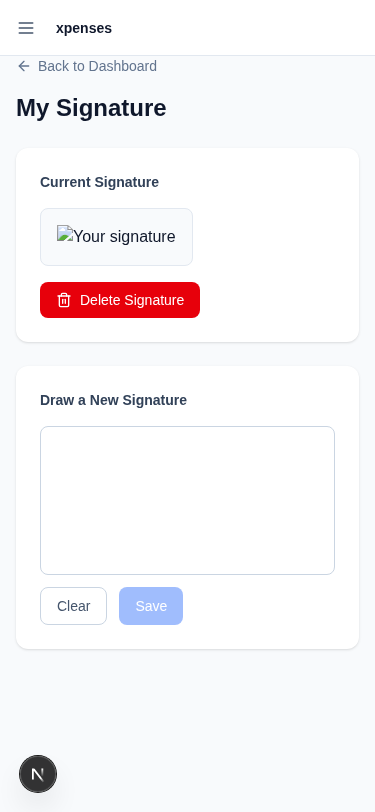 xpenses
Back to Dashboard
My Signature
Current Signature
Your signature
Delete Signature
Draw a New Signature
Clear
Save
N